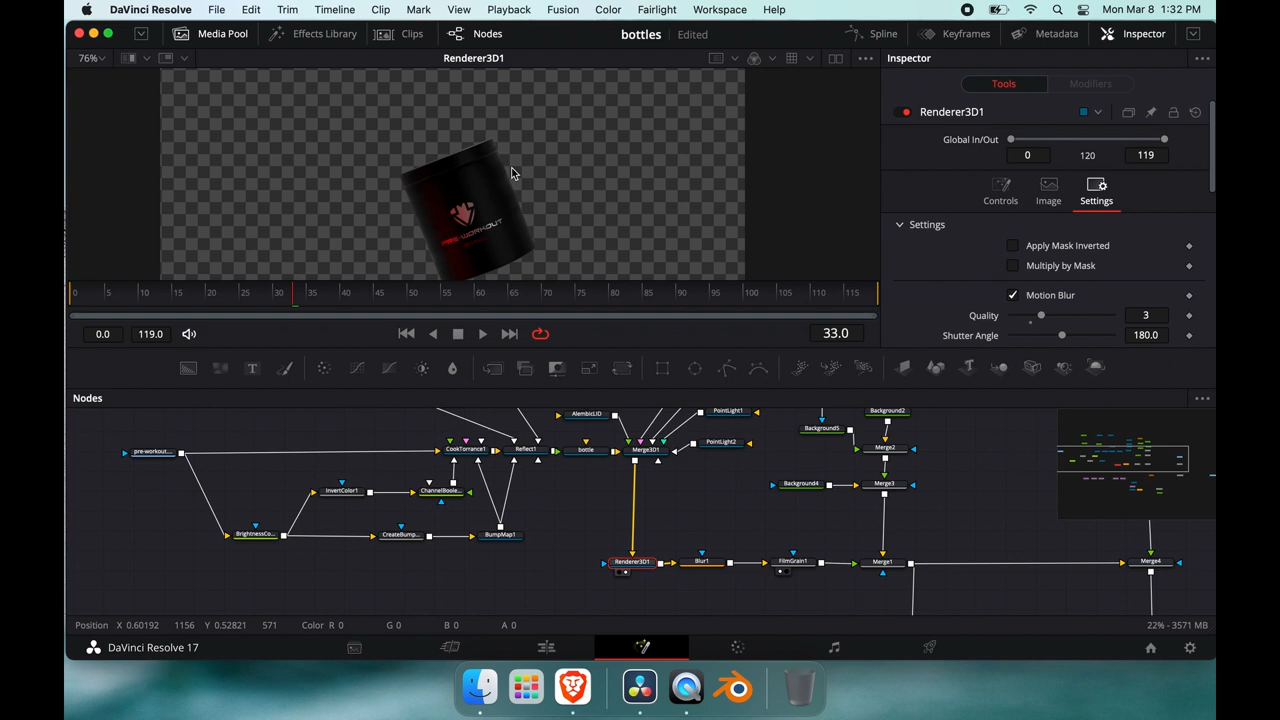 DaVinci Resolve File Edit Trim Timeline Clip Mark View Playback Fusion Color Fairlight Workspace Help Mon Mar 8 1:32 PM
Media Pool Effects Library Clips Nodes bottles Edited Spline Keyframes Metadata Inspector
76% Renderer3D1 Inspector
Tools Modifiers
Renderer3D1
Global In/Out
0 120 119
Controls Image Settings
Settings
PRE-WORKOUT
Apply Mask Inverted
Multiply by Mask
0 5 10 15 20 25 30 35 40 45 50 55 60 65 70 75 80 85 90 95 100 105 110 115
Motion Blur
Quality 3
0.0 119.0 33.0
Shutter Angle 180.0
Nodes
AlembicLID PointLight1 Background2
Background5
pre-workout... CookTorrance1 Reflect1 bottle Merge3D1 PointLight2 Merge2
InvertColor1 ChannelBoole... Background4 Merge3
BrightnessCo... CreateBump... BumpMap1
Renderer3D1 Blur1 FilmGrain1 Merge1 Merge4
Position X 0.60192 1156 Y 0.52821 571 Color R 0 G 0 B 0 A 0 22% - 3571 MB
DaVinci Resolve 17